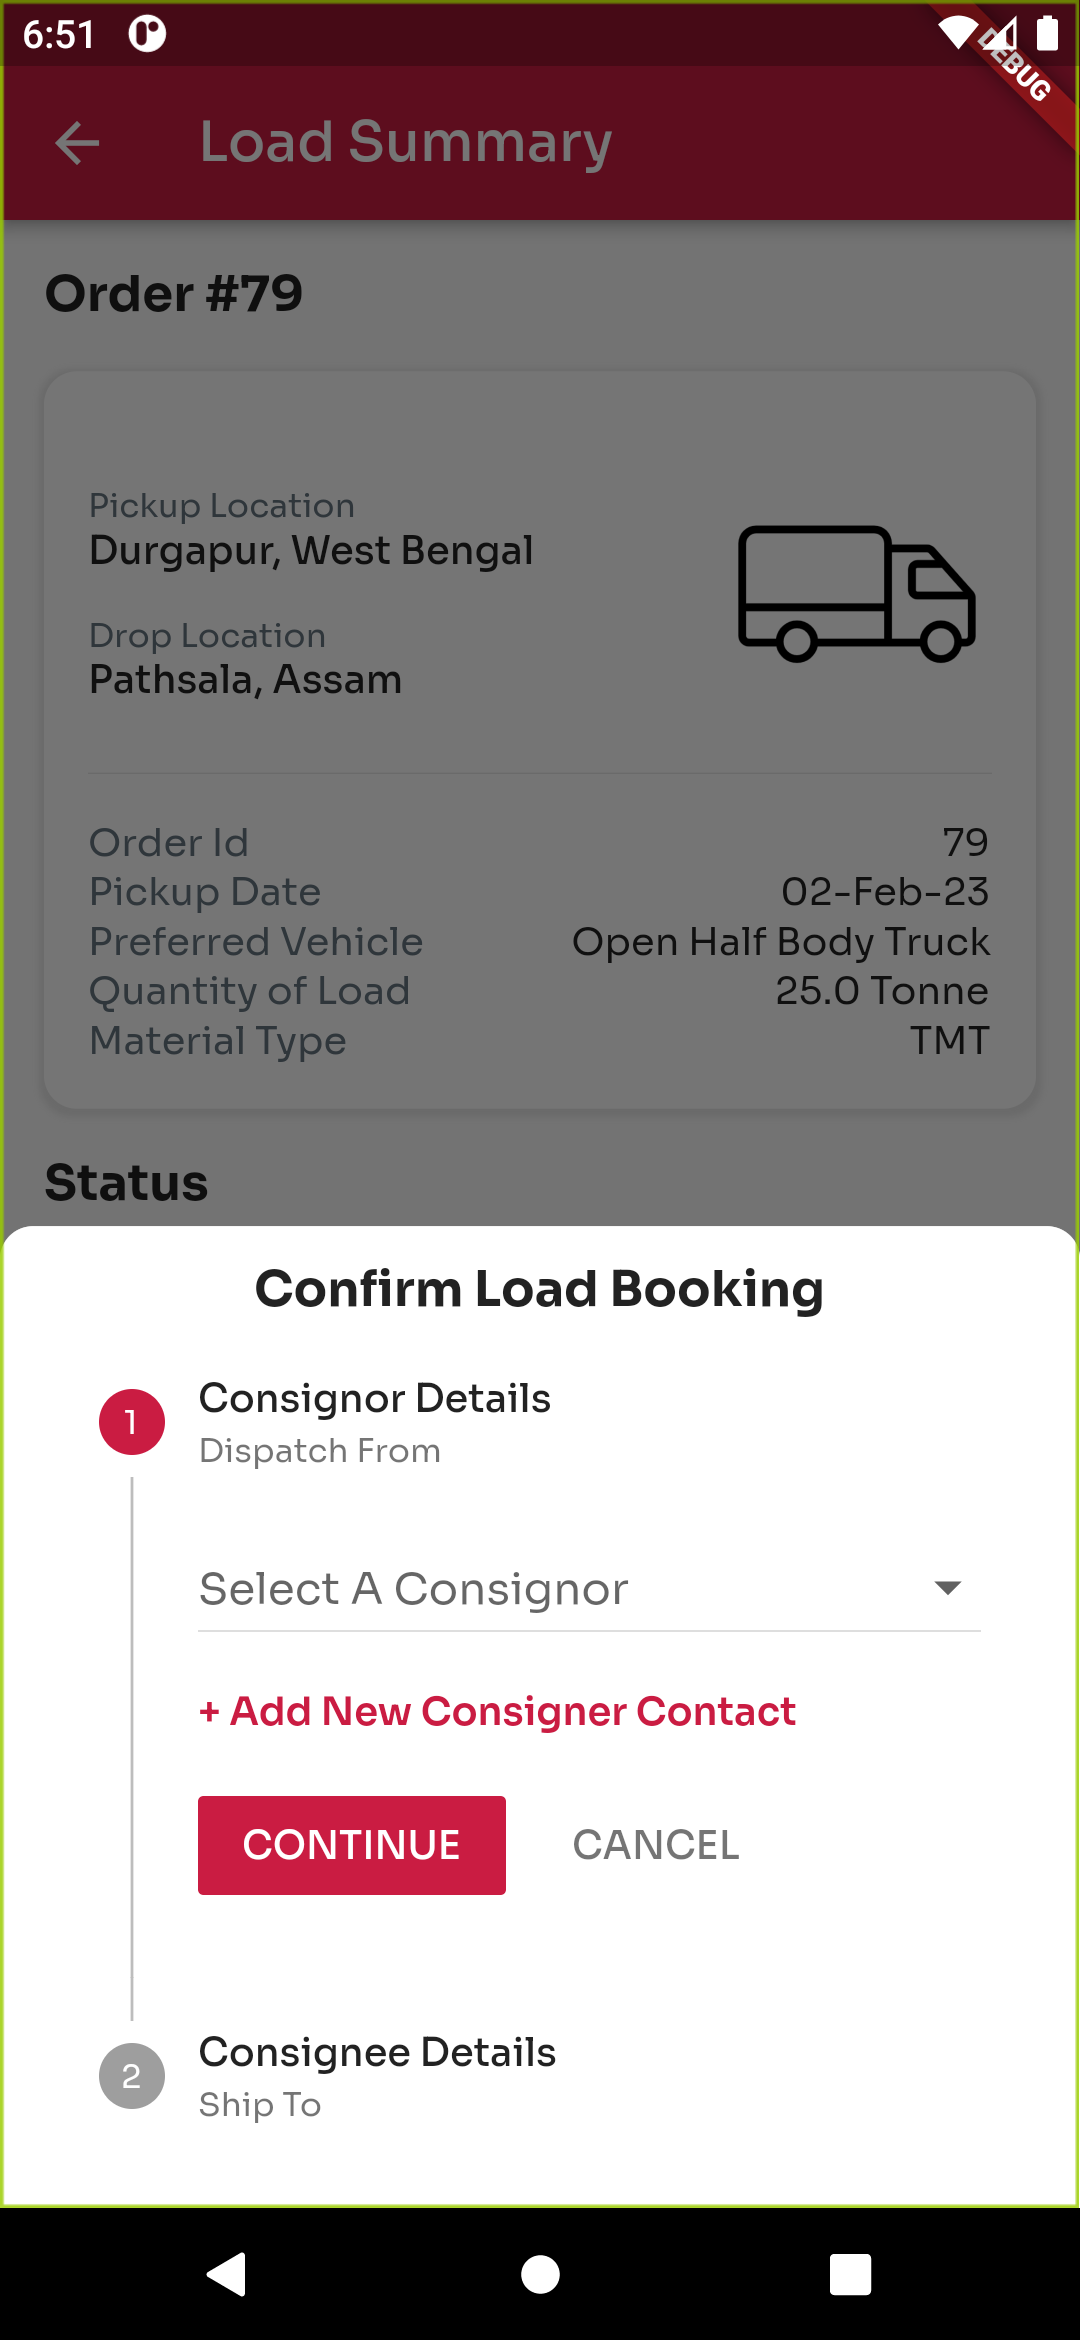 6:51
DEBUG
Load Summary
Order #79
Pickup Location
Durgapur, West Bengal
Drop Location
Pathsala, Assam
Order Id 79
Pickup Date 02-Feb-23
Preferred Vehicle Open Half Body Truck
Quantity of Load 25.0 Tonne
Material Type TMT
Status
Confirm Load Booking
1 Consignor Details
Dispatch From
Select A Consignor
+ Add New Consigner Contact
CONTINUE CANCEL
2 Consignee Details
Ship To